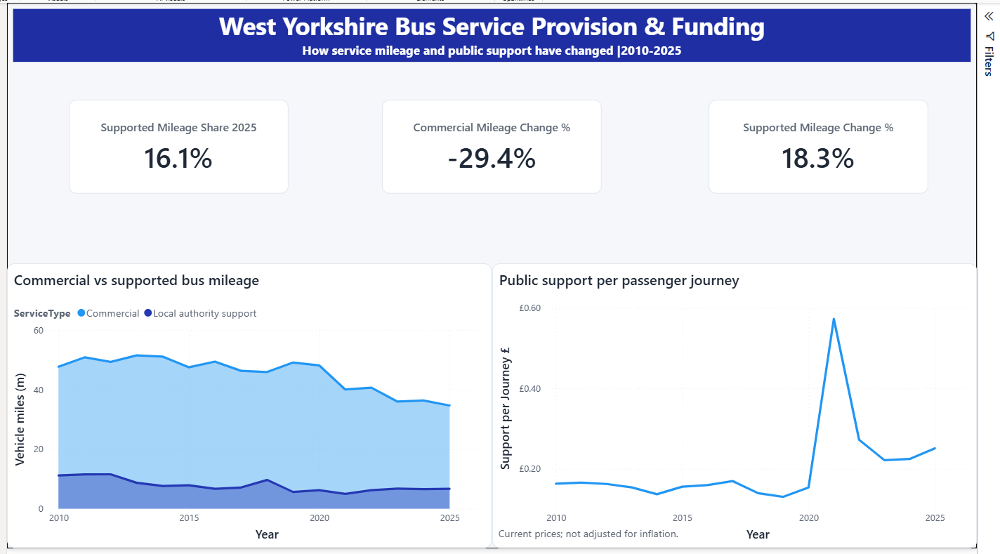 West Yorkshire Bus Service Provision & Funding
How service mileage and public support have changed |2010-2025
Filters
Supported Mileage Share 2025
16.1%
Commercial Mileage Change %
-29.4%
Supported Mileage Change %
18.3%
Commercial vs supported bus mileage
ServiceType Commercial Local authority support
Vehicle miles (m)
60
40
20
0
2010 2015 2020 2025
Year
Public support per passenger journey
Support per Journey £
£0.60
£0.40
£0.20
2010 2015 2020 2025
Current prices; not adjusted for inflation.
Year